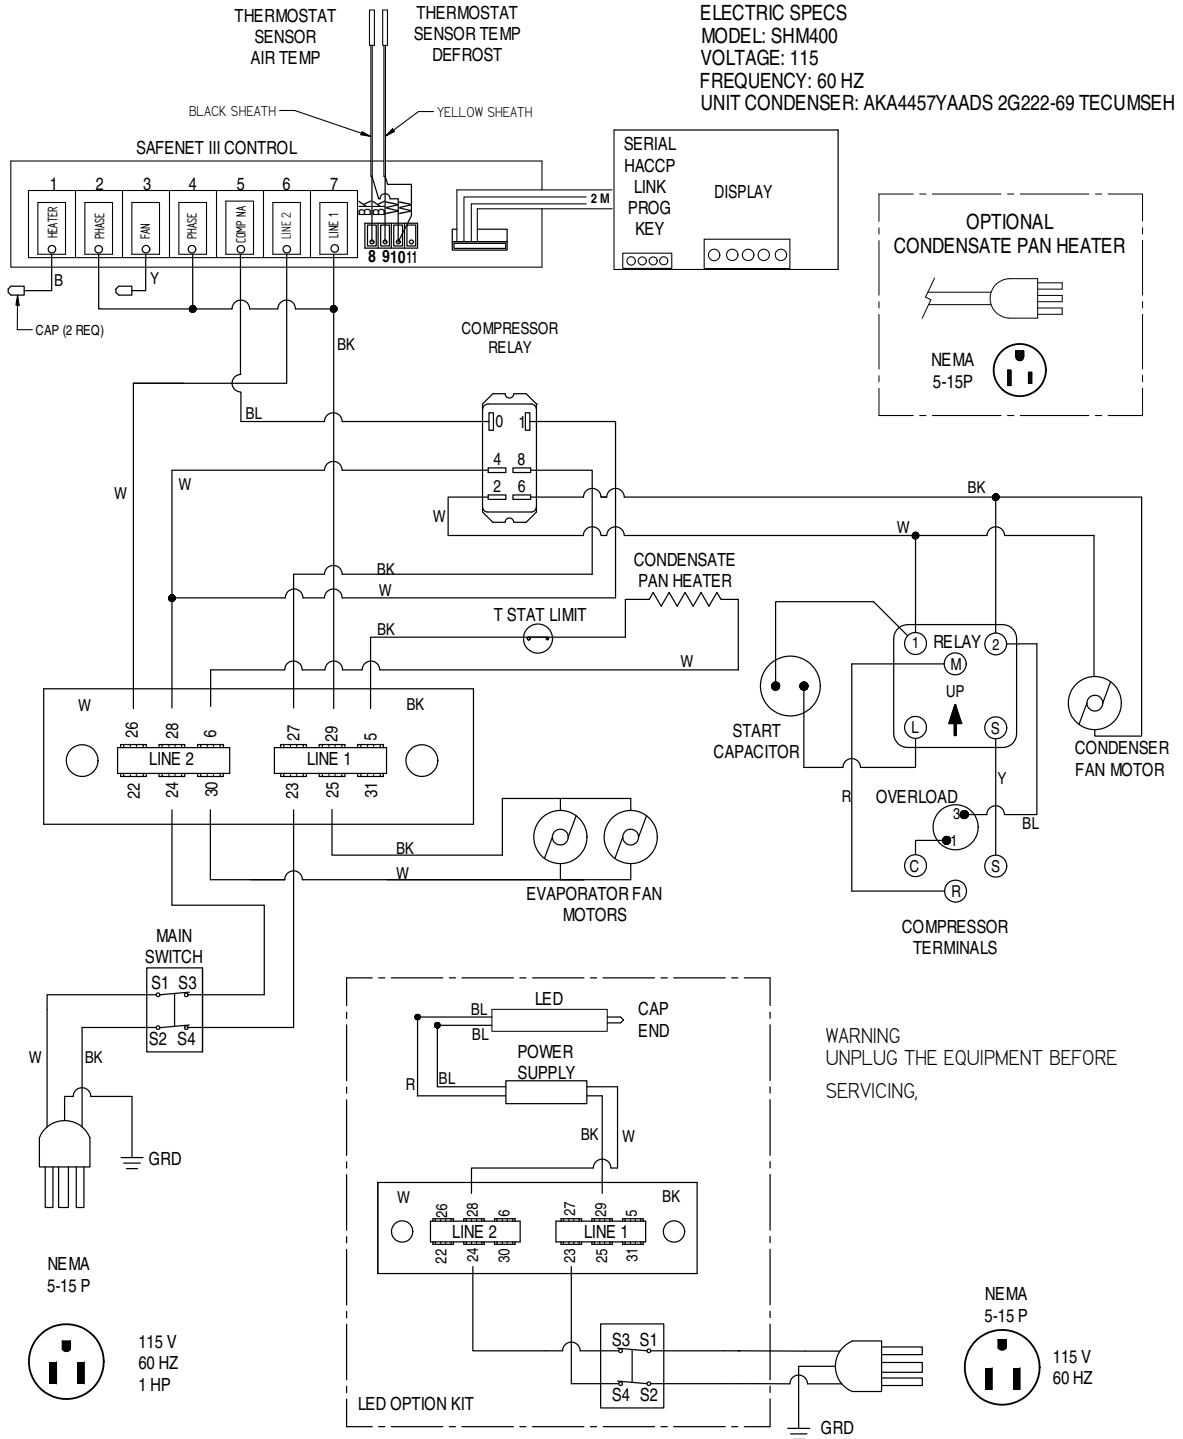 THERMOSTAT
SENSOR
AIR TEMP
THERMOSTAT
SENSOR TEMP
DEFROST
ELECTRIC SPECS
MODEL: SHM400
VOLTAGE: 115
FREQUENCY: 60 HZ
UNIT CONDENSER: AKA4457YAADS 2G222-69 TECUMSEH
BLACK SHEATH
YELLOW SHEATH
SAFENET III CONTROL
1 2 3 4 5 6 7
HEATER
PHASE
FAN
PHASE
COMP NA
LINE 2
LINE 1
8 9 10 11
B
Y
CAP (2 REQ)
BK
2 M
SERIAL
HACCP
LINK
PROG
KEY
DISPLAY
OPTIONAL
CONDENSATE PAN HEATER
NEMA
5-15P
COMPRESSOR
RELAY
BL
0 1
4 8
2 6
W
W
W
BK
W
BK
W
CONDENSATE
PAN HEATER
T STAT LIMIT
BK
W
W
BK
26 28 6
27 29 5
LINE 2
LINE 1
22 24 30
23 25 31
1 RELAY 2
M
UP
L
S
START
CAPACITOR
CONDENSER
FAN MOTOR
R
OVERLOAD
Y
3
1
BL
C
S
R
COMPRESSOR
TERMINALS
BK
W
EVAPORATOR FAN
MOTORS
MAIN
SWITCH
S1 S3
S2 S4
W
BK
GRD
NEMA
5-15 P
115 V
60 HZ
1 HP
LED
BL
BL
CAP
END
POWER
SUPPLY
R
BL
BK
W
W
BK
26 28 6
27 29 5
LINE 2
LINE 1
22 24 30
23 25 31
S3 S1
S4 S2
LED OPTION KIT
GRD
WARNING
UNPLUG THE EQUIPMENT BEFORE
SERVICING,
NEMA
5-15 P
115 V
60 HZ